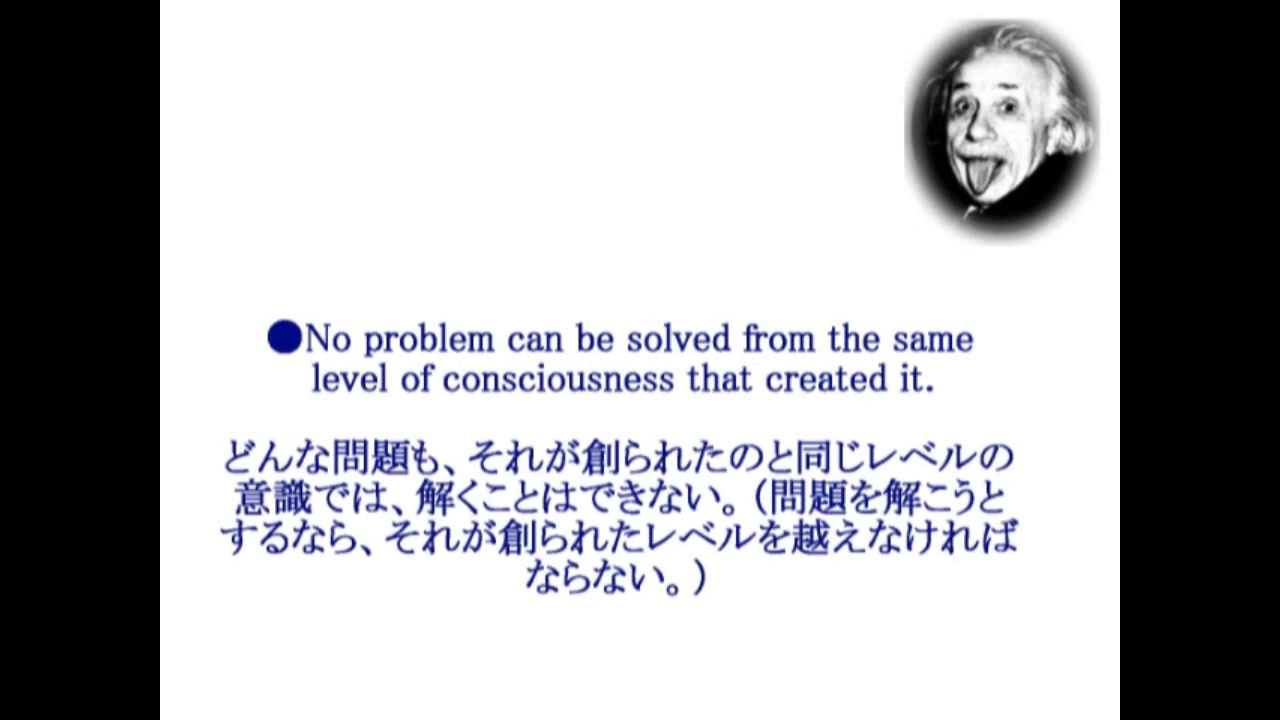 ●No problem can be solved from the same
level of consciousness that created it.
どんな問題も、それが創られたのと同じレベルの
意識では、解くことはできない。（問題を解こうと
するなら、それが創られたレベルを越えなければ
ならない。）